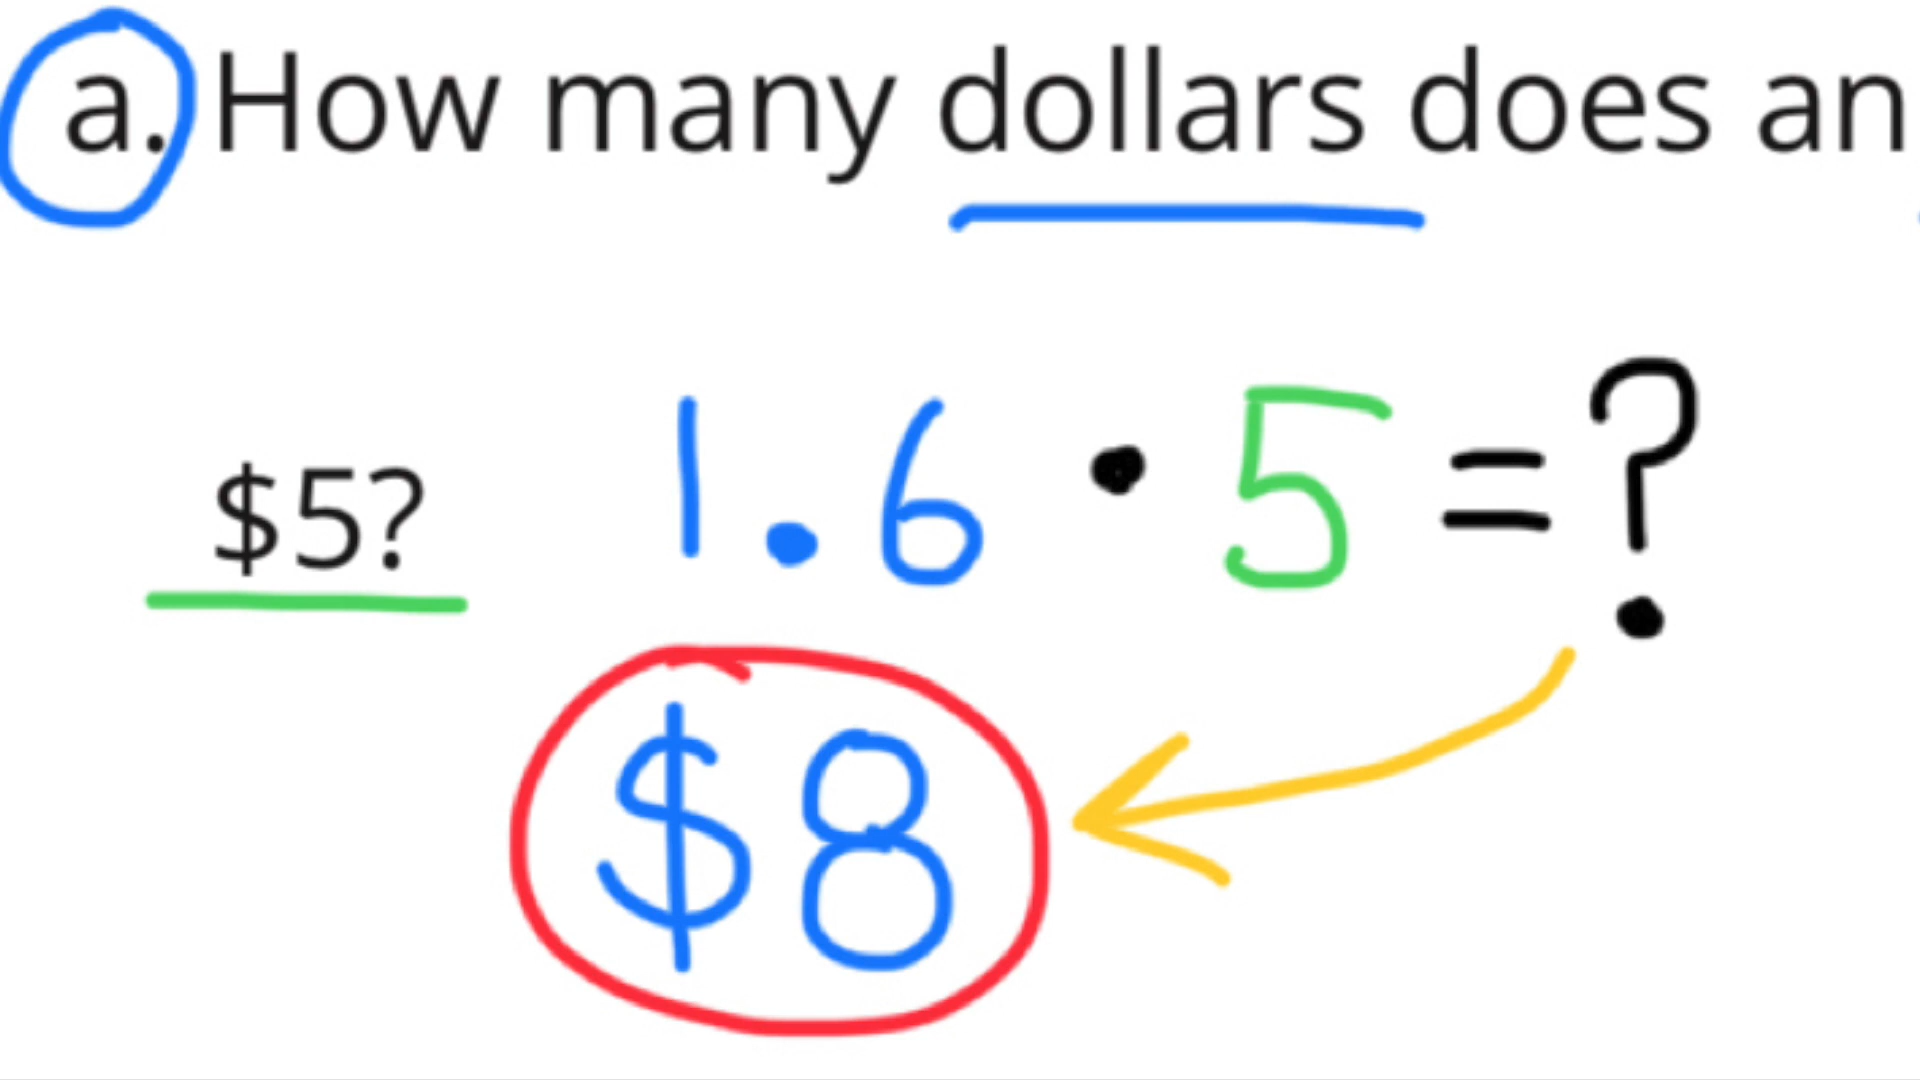 a. How many dollars does an
$5? 1.6 • 5 = ?
$8